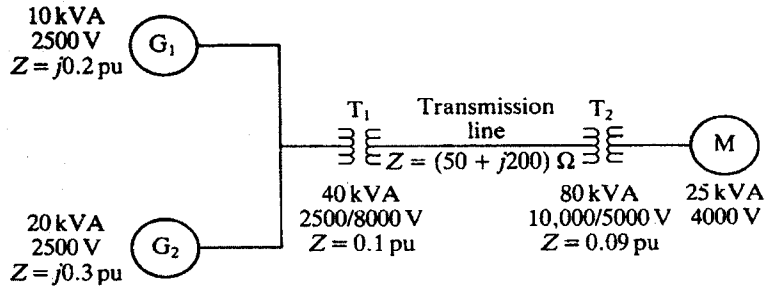 10 kVA
2500 V
Z = j0.2 pu
G₁
T₁
Transmission
line
Z = (50 + j200) Ω
T₂
M
40 kVA
2500/8000 V
Z = 0.1 pu
80 kVA
10,000/5000 V
Z = 0.09 pu
25 kVA
4000 V
20 kVA
2500 V
Z = j0.3 pu
G₂